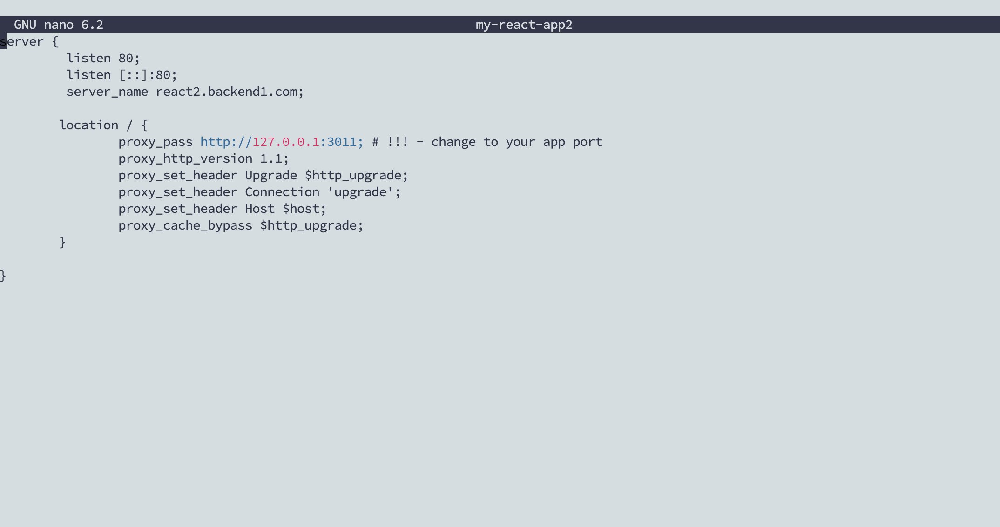 GNU nano 6.2 my-react-app2
server {
listen 80;
listen [::]:80;
server_name react2.backend1.com;
location / {
proxy_pass http://127.0.0.1:3011; # !!! - change to your app port
proxy_http_version 1.1;
proxy_set_header Upgrade $http_upgrade;
proxy_set_header Connection 'upgrade';
proxy_set_header Host $host;
proxy_cache_bypass $http_upgrade;
}
}